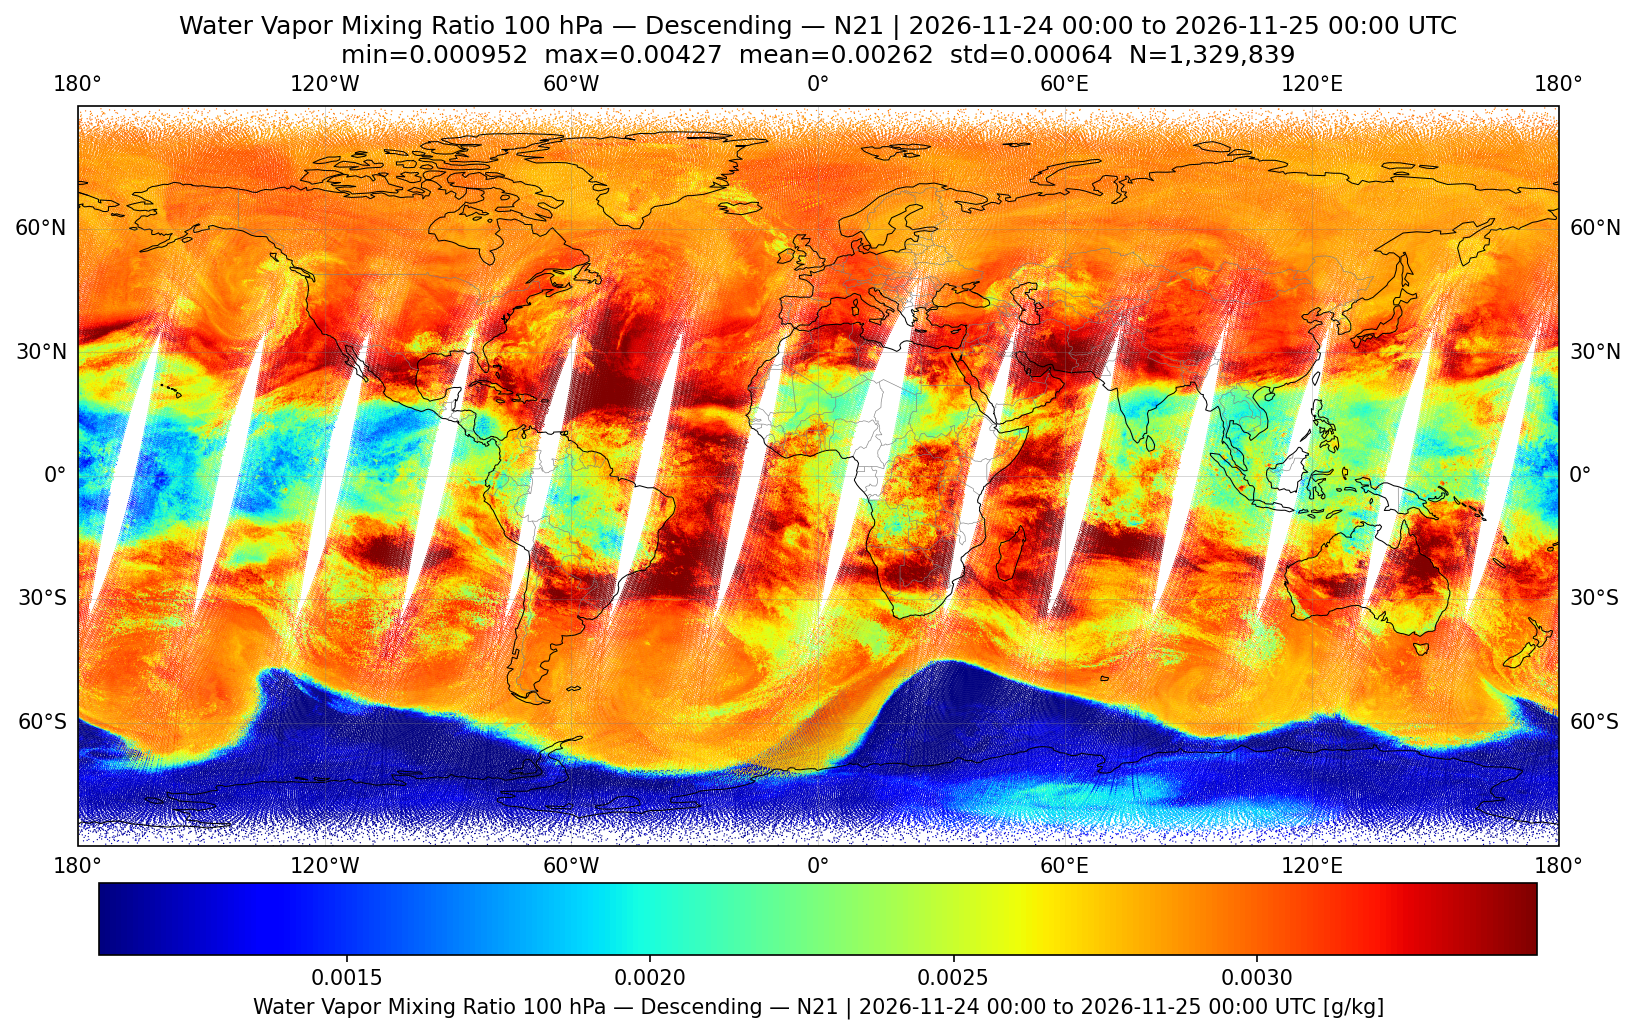 Water Vapor Mixing Ratio 100 hPa — Descending — N21 | 2026-11-24 00:00 to 2026-11-25 00:00 UTC
min=0.000952  max=0.00427  mean=0.00262  std=0.00064  N=1,329,839
180° 120°W 60°W 0° 60°E 120°E 180°
60°N 60°N
30°N 30°N
0° 0°
30°S 30°S
60°S 60°S
180° 120°W 60°W 0° 60°E 120°E 180°
0.0015 0.0020 0.0025 0.0030
Water Vapor Mixing Ratio 100 hPa — Descending — N21 | 2026-11-24 00:00 to 2026-11-25 00:00 UTC [g/kg]